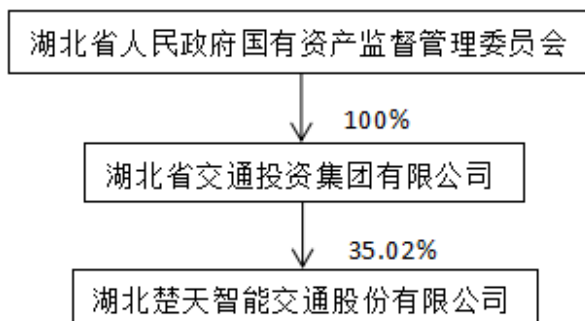 湖北省人民政府国有资产监督管理委员会
100%
湖北省交通投资集团有限公司
35.02%
湖北楚天智能交通股份有限公司